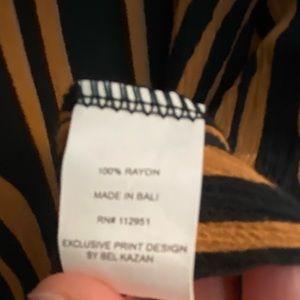 100% RAYON
MADE IN BALI
RN# 112951
EXCLUSIVE PRINT DESIGN
BY BEL KAZAN